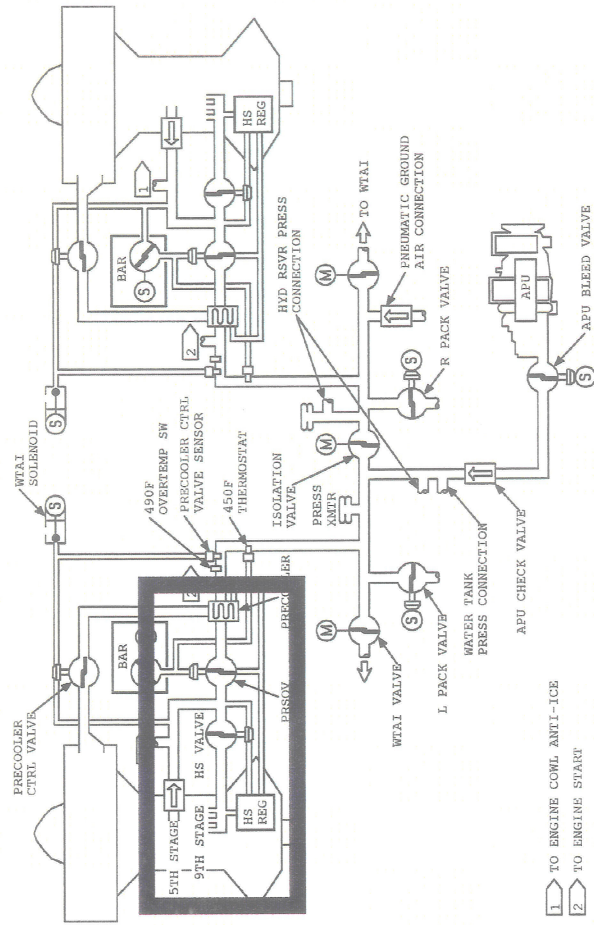 WTAI
SOLENOID
S
S
490F
OVERTEMP SW
PRECOOLER CTRL
VALVE SENSOR
450F
THERMOSTAT
HYD RSVR PRESS
CONNECTION
PRECOOLER
CTRL VALVE
BAR
BAR
S
1
2
2
5TH STAGE
9TH STAGE
HS VALVE
PRSOV
PRECOOLER
HS
REG
HS
REG
ISOLATION
VALVE
PRESS
XMTR
M
M
M
TO WTAI
PNEUMATIC GROUND
AIR CONNECTION
R PACK VALVE
S
WTAI VALVE
L PACK VALVE
S
WATER TANK
PRESS CONNECTION
APU CHECK VALVE
APU
APU BLEED VALVE
S
1 TO ENGINE COWL ANTI-ICE
2 TO ENGINE START